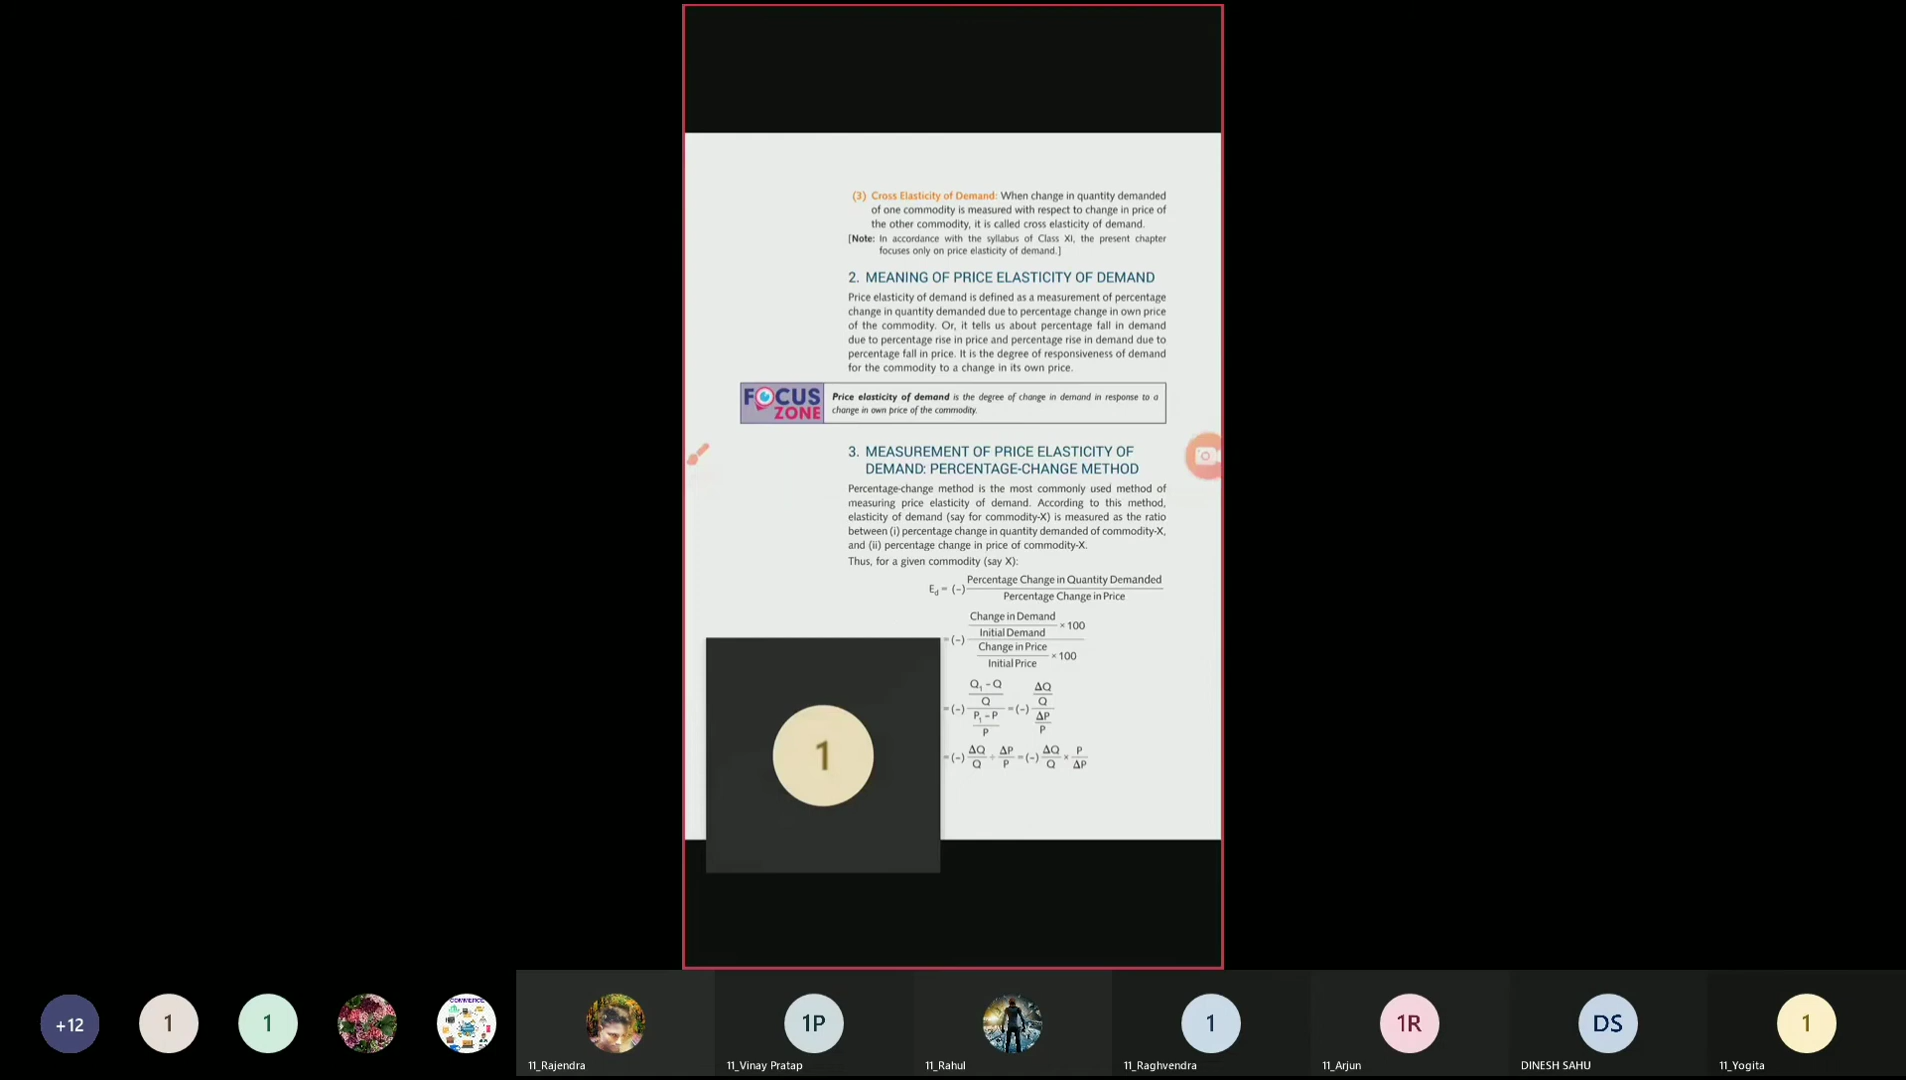 (3) Cross Elasticity of Demand: When change in quantity demanded
of one commodity is measured with respect to change in price of
the other commodity, it is called cross elasticity of demand.
[Note: In accordance with the syllabus of Class XI, the present chapter
focuses only on price elasticity of demand.]
2. MEANING OF PRICE ELASTICITY OF DEMAND
Price elasticity of demand is defined as a measurement of percentage
change in quantity demanded due to percentage change in own price
of the commodity. Or, it tells us about percentage fall in demand
due to percentage rise in price and percentage rise in demand due to
percentage fall in price. It is the degree of responsiveness of demand
for the commodity to a change in its own price.
FOCUS
ZONE
Price elasticity of demand is the degree of change in demand in response to a
change in own price of the commodity.
3. MEASUREMENT OF PRICE ELASTICITY OF
DEMAND: PERCENTAGE-CHANGE METHOD
Percentage-change method is the most commonly used method of
measuring price elasticity of demand. According to this method,
elasticity of demand (say for commodity-X) is measured as the ratio
between (i) percentage change in quantity demanded of commodity-X,
and (ii) percentage change in price of commodity-X.
Thus, for a given commodity (say X):
Percentage Change in Quantity Demanded
Ed = (−)
Percentage Change in Price
Change in Demand
× 100
Initial Demand
= (−)
Change in Price
× 100
Initial Price
Q1 − Q ΔQ
Q Q
= (−) = (−)
P1 − P ΔP
P P
= (−) ΔQ/Q ÷ ΔP/P = (−) ΔQ/Q × P/ΔP
1
+12
1
1
COMMERCE
1P
1
1R
DS
1
11_Rajendra
11_Vinay Pratap
11_Rahul
11_Raghvendra
11_Arjun
DINESH SAHU
11_Yogita